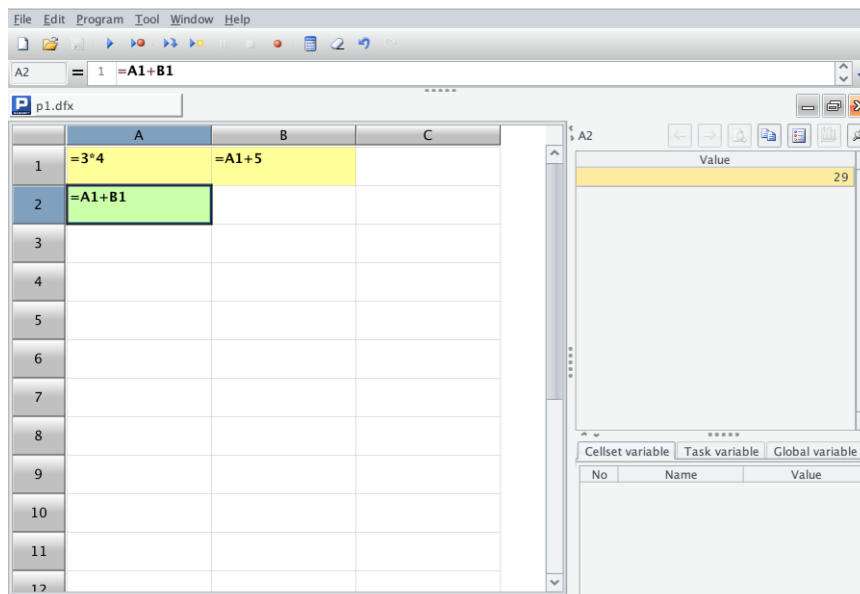 File Edit Program Tool Window Help
A2 = 1 =A1+B1
P p1.dfx
A B C
A2
Value
29
1 =3*4 =A1+5
2 =A1+B1
3
4
5
6
7
8
9
10
11
12
Cellset variable Task variable Global variable
No Name Value